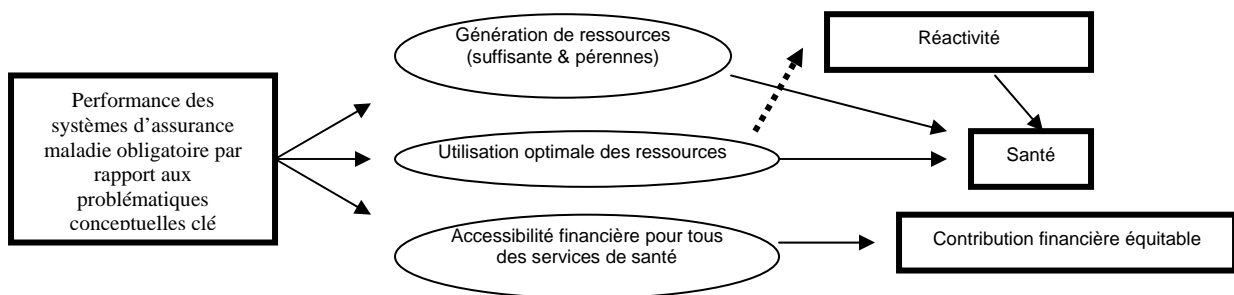 Performance des
systèmes d'assurance
maladie obligatoire par
rapport aux
problématiques
conceptuelles clé
Génération de ressources
(suffisante & pérennes)
Utilisation optimale des ressources
Accessibilité financière pour tous
des services de santé
Réactivité
Santé
Contribution financière équitable